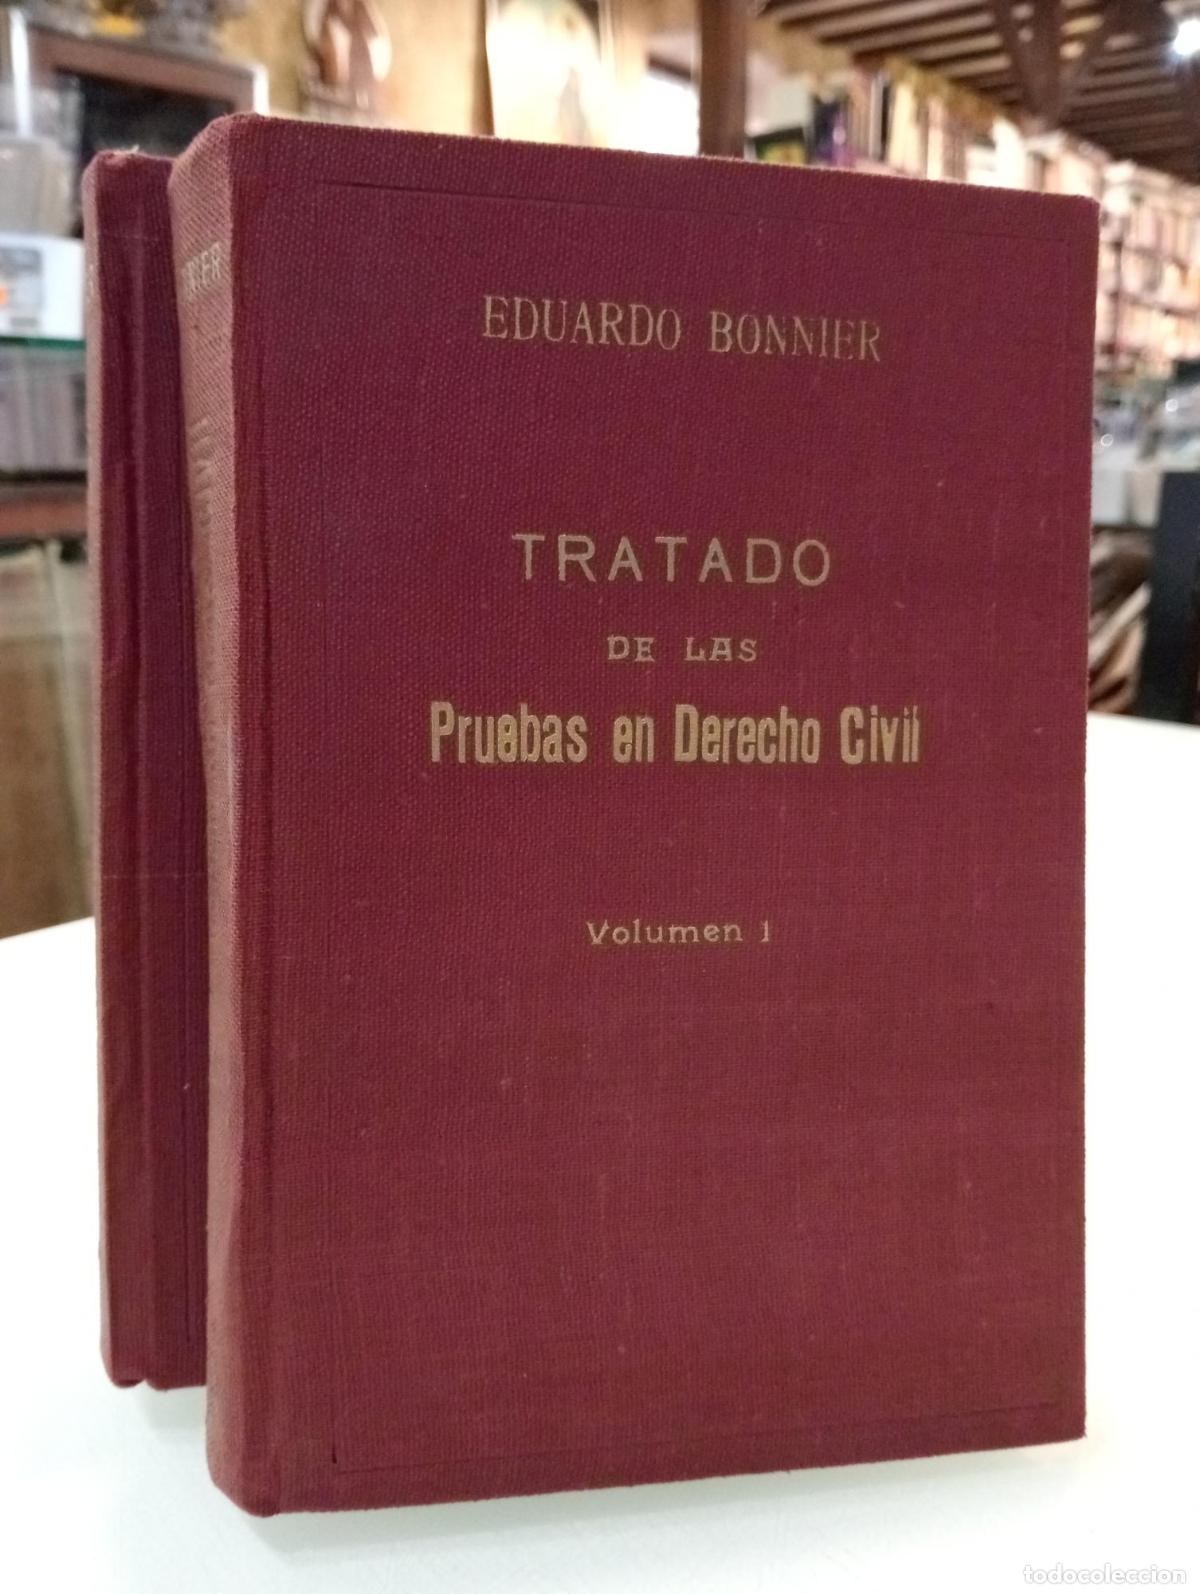 EDUARDO BONNIER
TRATADO
DE LAS
Pruebas en Derecho Civil
Volumen 1
todocoleccion